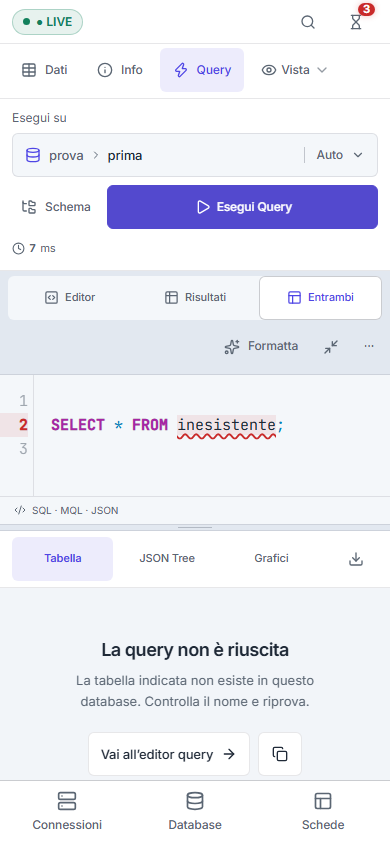 ● LIVE
3
Dati
Info
Query
Vista
Esegui su
prova > prima
Auto
Schema
Esegui Query
7 ms
Editor
Risultati
Entrambi
Formatta
...
1
2 SELECT * FROM inesistente;
3
</> SQL · MQL · JSON
Tabella
JSON Tree
Grafici
La query non è riuscita
La tabella indicata non esiste in questo
database. Controlla il nome e riprova.
Vai all'editor query →
Connessioni
Database
Schede